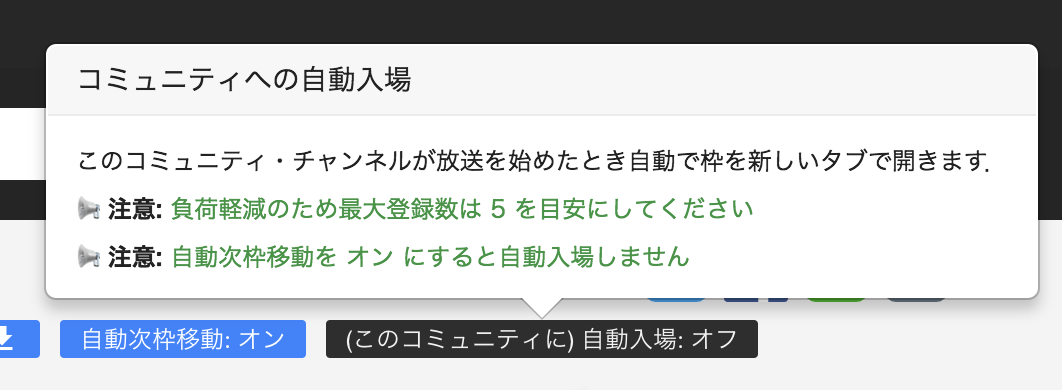 コミュニティへの自動入場
このコミュニティ・チャンネルが放送を始めたとき自動で枠を新しいタブで開きます.
注意: 負荷軽減のため最大登録数は 5 を目安にしてください
注意: 自動次枠移動を オン にすると自動入場しません
自動次枠移動: オン
(このコミュニティに) 自動入場: オフ